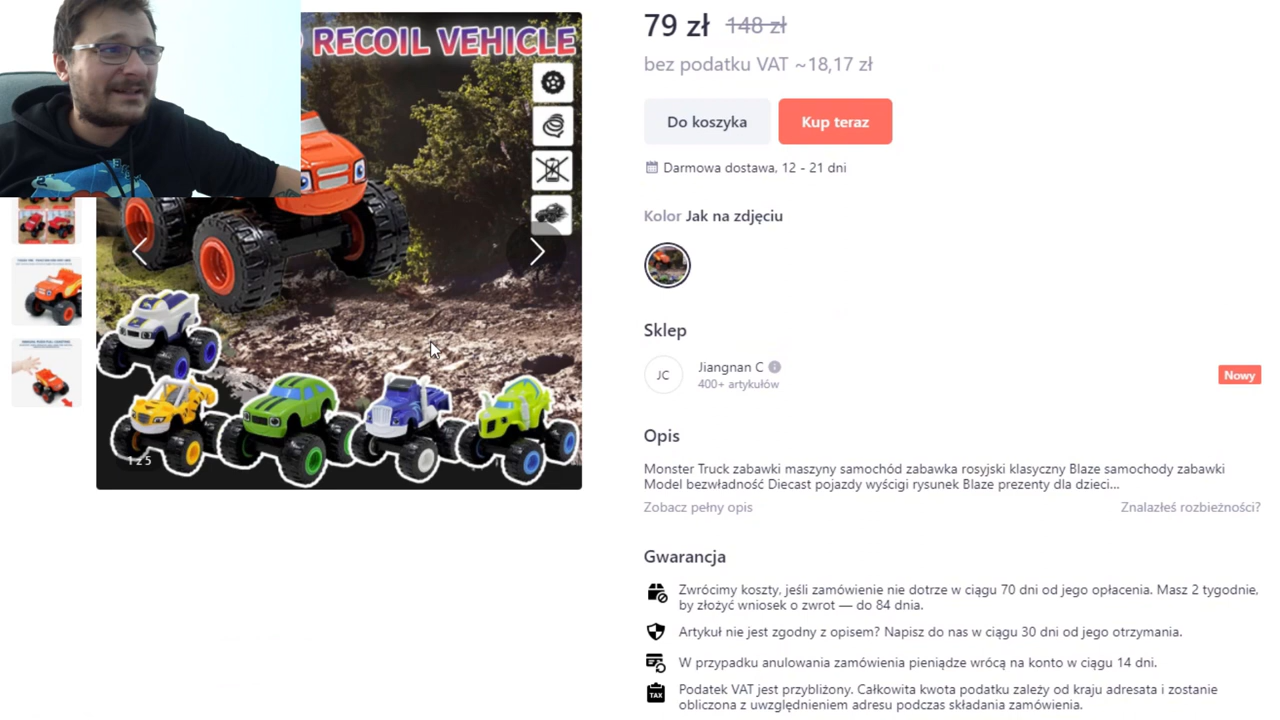 RECOIL VEHICLE
1 z 5
79 zł 148 zł
bez podatku VAT ~18,17 zł
Do koszyka Kup teraz
Darmowa dostawa, 12 - 21 dni
Kolor Jak na zdjęciu
Sklep
JC Jiangnan C
400+ artykułów
Nowy
Opis
Monster Truck zabawki maszyny samochód zabawka rosyjski klasyczny Blaze samochody zabawki
Model bezwładność Diecast pojazdy wyścigi rysunek Blaze prezenty dla dzieci...
Zobacz pełny opis Znalazłeś rozbieżności?
Gwarancja
Zwrócimy koszty, jeśli zamówienie nie dotrze w ciągu 70 dni od jego opłacenia. Masz 2 tygodnie,
by złożyć wniosek o zwrot — do 84 dnia.
Artykuł nie jest zgodny z opisem? Napisz do nas w ciągu 30 dni od jego otrzymania.
W przypadku anulowania zamówienia pieniądze wrócą na konto w ciągu 14 dni.
TAX
Podatek VAT jest przybliżony. Całkowita kwota podatku zależy od kraju adresata i zostanie
obliczona z uwzględnieniem adresu podczas składania zamówienia.